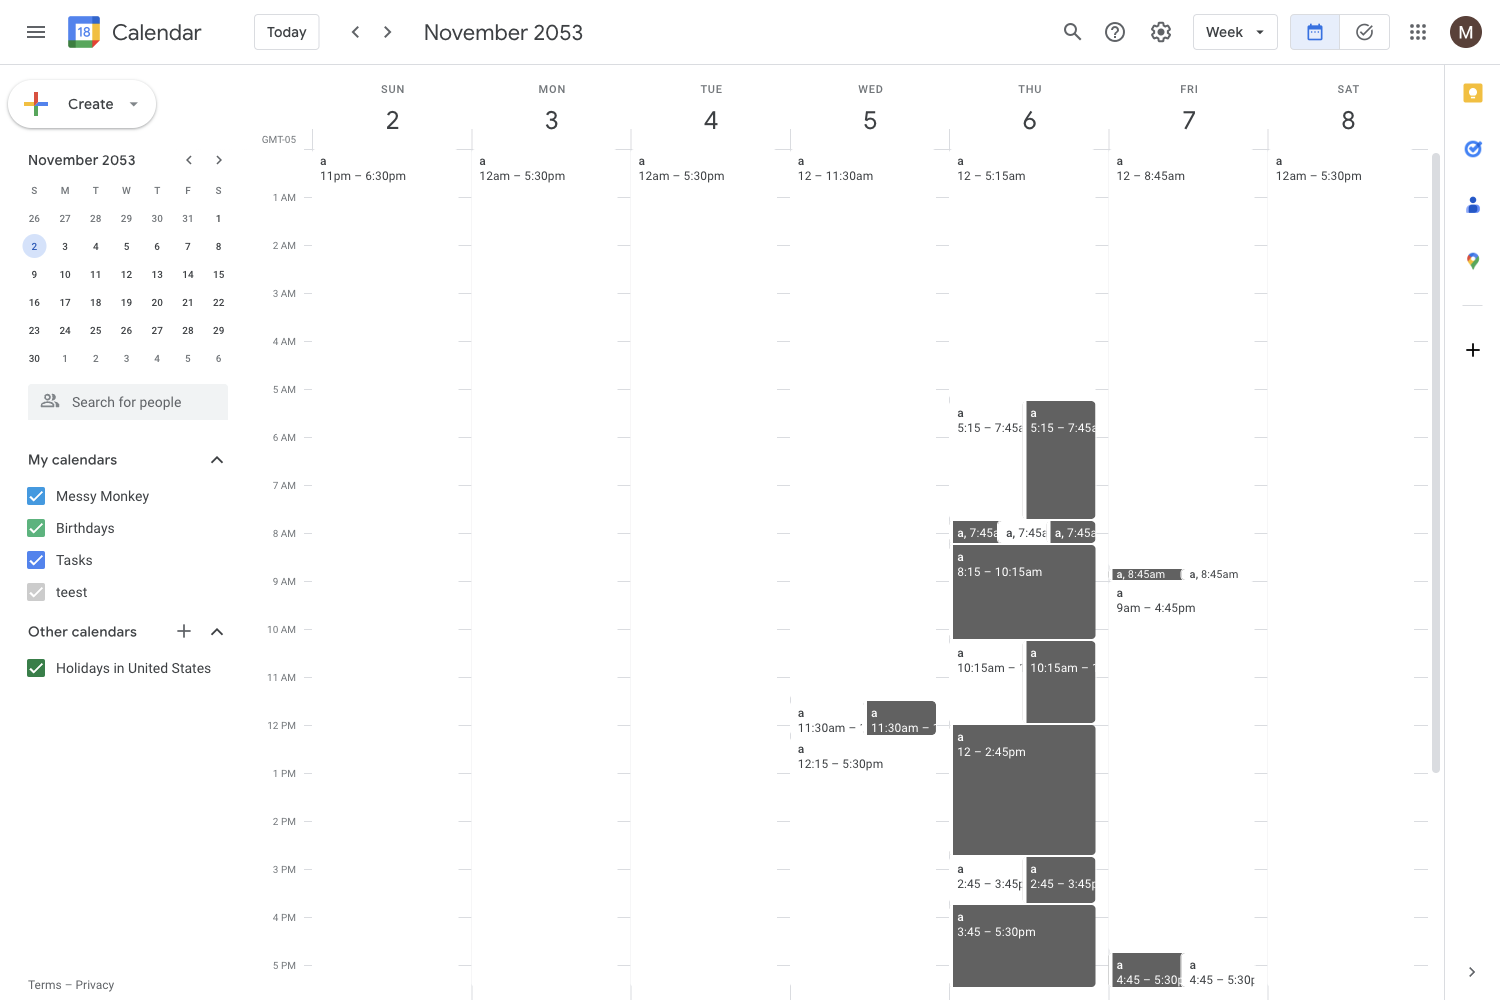 18 Calendar Today November 2053 Week M
Create
November 2053
S M T W T F S
26 27 28 29 30 31 1
2 3 4 5 6 7 8
9 10 11 12 13 14 15
16 17 18 19 20 21 22
23 24 25 26 27 28 29
30 1 2 3 4 5 6
Search for people
My calendars
Messy Monkey
Birthdays
Tasks
teest
Other calendars
Holidays in United States
Terms – Privacy
SUN MON TUE WED THU FRI SAT
2 3 4 5 6 7 8
GMT-05
1 AM
2 AM
3 AM
4 AM
5 AM
6 AM
7 AM
8 AM
9 AM
10 AM
11 AM
12 PM
1 PM
2 PM
3 PM
4 PM
5 PM
a
11pm – 6:30pm
a
12am – 5:30pm
a
12am – 5:30pm
a
12 – 11:30am
a
11:30am –
a
11:30am –
a
12:15 – 5:30pm
a
12 – 5:15am
a
5:15 – 7:45a
a
5:15 – 7:45a
a, 7:45a
a, 7:45a
a, 7:45a
a
8:15 – 10:15am
a
10:15am –
a
10:15am –
a
12 – 2:45pm
a
2:45 – 3:45p
a
2:45 – 3:45p
a
3:45 – 5:30pm
a
12 – 8:45am
a, 8:45am
a, 8:45am
a
9am – 4:45pm
a
4:45 – 5:30p
a
4:45 – 5:30p
a
12am – 5:30pm